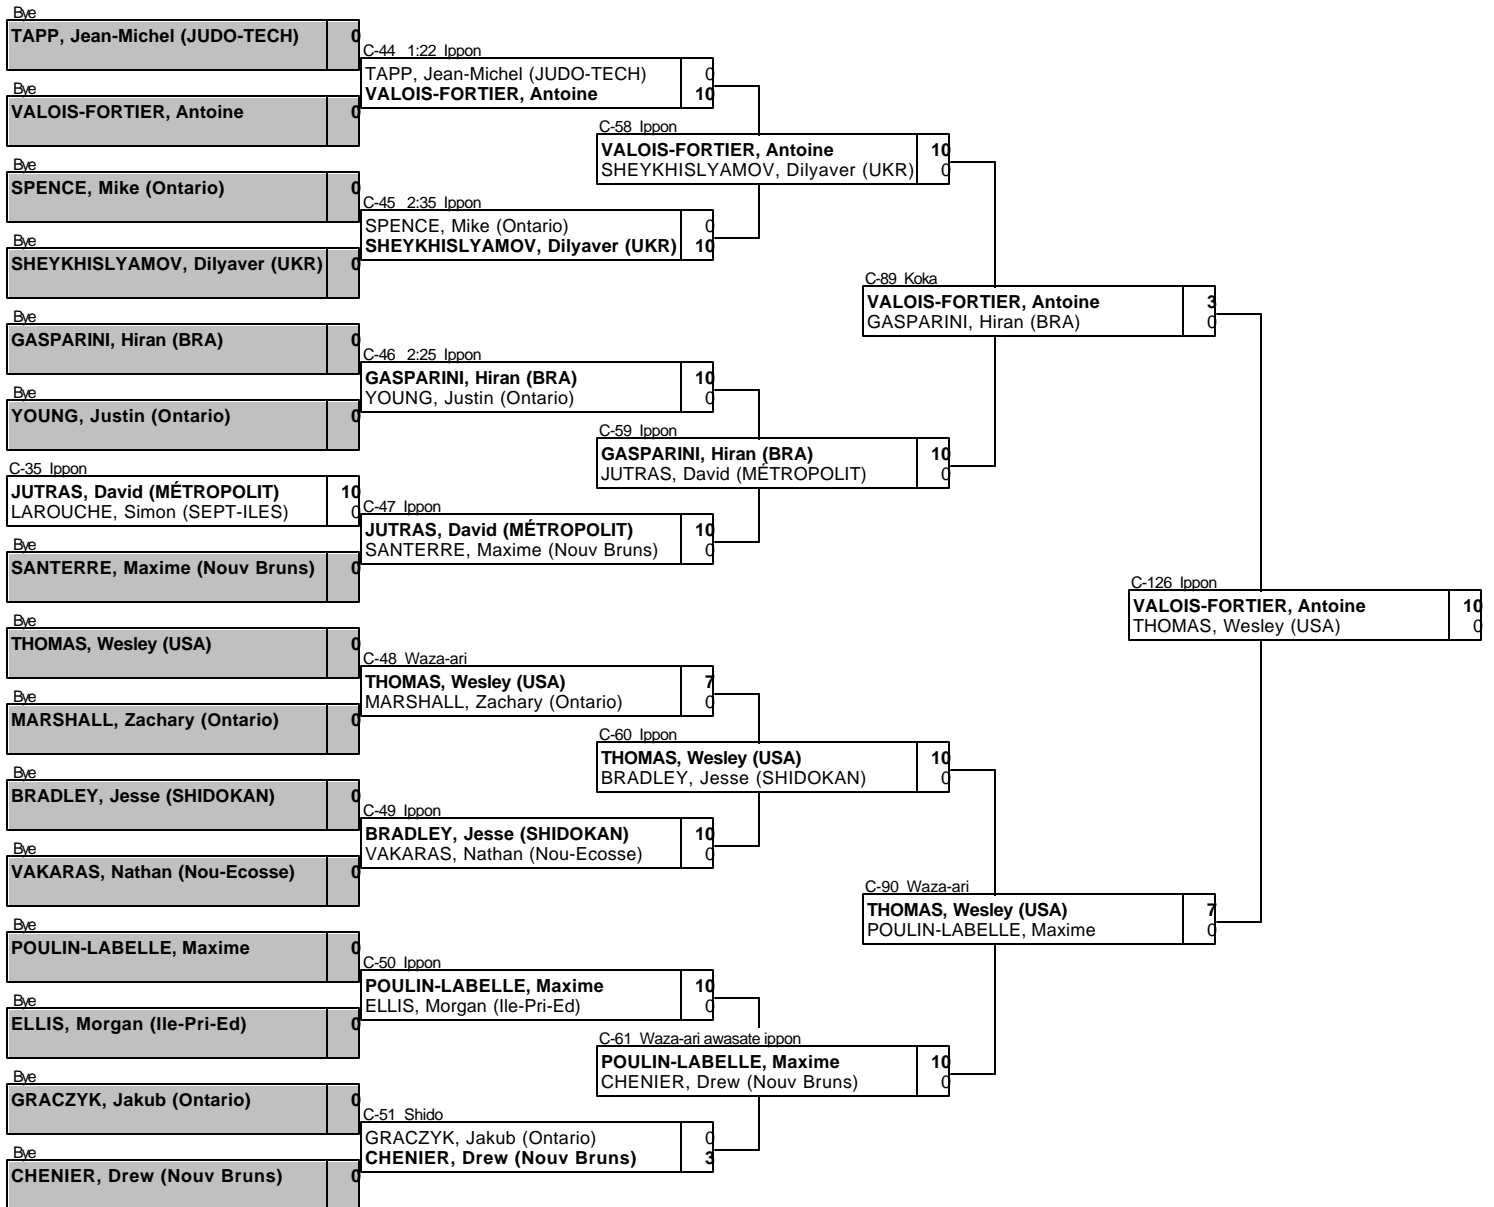 Bye
TAPP, Jean-Michel (JUDO-TECH) 0
Bye
VALOIS-FORTIER, Antoine 0
Bye
SPENCE, Mike (Ontario) 0
Bye
SHEYKHISLYAMOV, Dilyaver (UKR) 0
Bye
GASPARINI, Hiran (BRA) 0
Bye
YOUNG, Justin (Ontario) 0
C-35 Ippon
JUTRAS, David (MÉTROPOLIT) 10
LAROUCHE, Simon (SEPT-ILES) 0
Bye
SANTERRE, Maxime (Nouv Bruns) 0
Bye
THOMAS, Wesley (USA) 0
Bye
MARSHALL, Zachary (Ontario) 0
Bye
BRADLEY, Jesse (SHIDOKAN) 0
Bye
VAKARAS, Nathan (Nou-Ecosse) 0
Bye
POULIN-LABELLE, Maxime 0
Bye
ELLIS, Morgan (Ile-Pri-Ed) 0
Bye
GRACZYK, Jakub (Ontario) 0
Bye
CHENIER, Drew (Nouv Bruns) 0
C-44 1:22 Ippon
TAPP, Jean-Michel (JUDO-TECH) 0
VALOIS-FORTIER, Antoine 10
C-45 2:35 Ippon
SPENCE, Mike (Ontario) 0
SHEYKHISLYAMOV, Dilyaver (UKR) 10
C-46 2:25 Ippon
GASPARINI, Hiran (BRA) 10
YOUNG, Justin (Ontario) 0
C-47 Ippon
JUTRAS, David (MÉTROPOLIT) 10
SANTERRE, Maxime (Nouv Bruns) 0
C-48 Waza-ari
THOMAS, Wesley (USA) 7
MARSHALL, Zachary (Ontario) 0
C-49 Ippon
BRADLEY, Jesse (SHIDOKAN) 10
VAKARAS, Nathan (Nou-Ecosse) 0
C-50 Ippon
POULIN-LABELLE, Maxime 10
ELLIS, Morgan (Ile-Pri-Ed) 0
C-51 Shido
GRACZYK, Jakub (Ontario) 0
CHENIER, Drew (Nouv Bruns) 3
C-58 Ippon
VALOIS-FORTIER, Antoine 10
SHEYKHISLYAMOV, Dilyaver (UKR) 0
C-59 Ippon
GASPARINI, Hiran (BRA) 10
JUTRAS, David (MÉTROPOLIT) 0
C-60 Ippon
THOMAS, Wesley (USA) 10
BRADLEY, Jesse (SHIDOKAN) 0
C-61 Waza-ari awasate ippon
POULIN-LABELLE, Maxime 10
CHENIER, Drew (Nouv Bruns) 0
C-89 Koka
VALOIS-FORTIER, Antoine 3
GASPARINI, Hiran (BRA) 0
C-90 Waza-ari
THOMAS, Wesley (USA) 7
POULIN-LABELLE, Maxime 0
C-126 Ippon
VALOIS-FORTIER, Antoine 10
THOMAS, Wesley (USA) 0